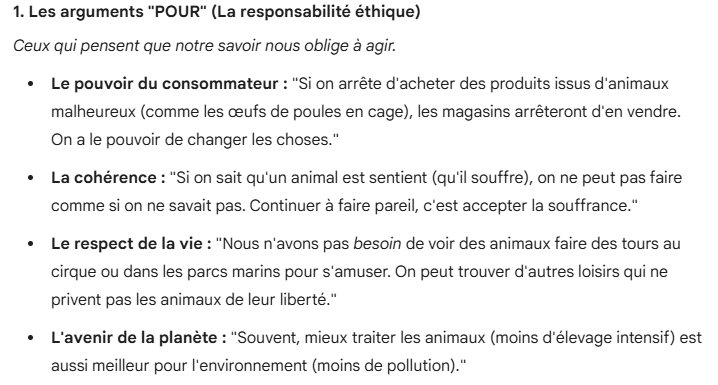 1. Les arguments "POUR" (La responsabilité éthique)
Ceux qui pensent que notre savoir nous oblige à agir.
• Le pouvoir du consommateur : "Si on arrête d'acheter des produits issus d'animaux
malheureux (comme les œufs de poules en cage), les magasins arrêteront d'en vendre.
On a le pouvoir de changer les choses."
• La cohérence : "Si on sait qu'un animal est sentient (qu'il souffre), on ne peut pas faire
comme si on ne savait pas. Continuer à faire pareil, c'est accepter la souffrance."
• Le respect de la vie : "Nous n'avons pas besoin de voir des animaux faire des tours au
cirque ou dans les parcs marins pour s'amuser. On peut trouver d'autres loisirs qui ne
privent pas les animaux de leur liberté."
• L'avenir de la planète : "Souvent, mieux traiter les animaux (moins d'élevage intensif) est
aussi meilleur pour l'environnement (moins de pollution)."